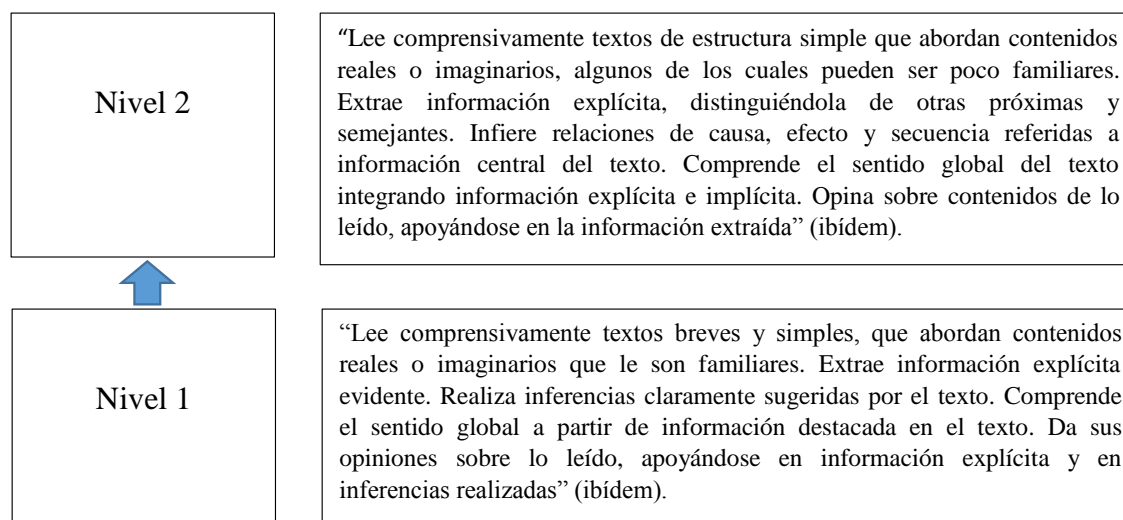 Nivel 2
“Lee comprensivamente textos de estructura simple que abordan contenidos
reales o imaginarios, algunos de los cuales pueden ser poco familiares.
Extrae información explícita, distinguiéndola de otras próximas y
semejantes. Infiere relaciones de causa, efecto y secuencia referidas a
información central del texto. Comprende el sentido global del texto
integrando información explícita e implícita. Opina sobre contenidos de lo
leído, apoyándose en la información extraída” (ibídem).
Nivel 1
“Lee comprensivamente textos breves y simples, que abordan contenidos
reales o imaginarios que le son familiares. Extrae información explícita
evidente. Realiza inferencias claramente sugeridas por el texto. Comprende
el sentido global a partir de información destacada en el texto. Da sus
opiniones sobre lo leído, apoyándose en información explícita y en
inferencias realizadas” (ibídem).